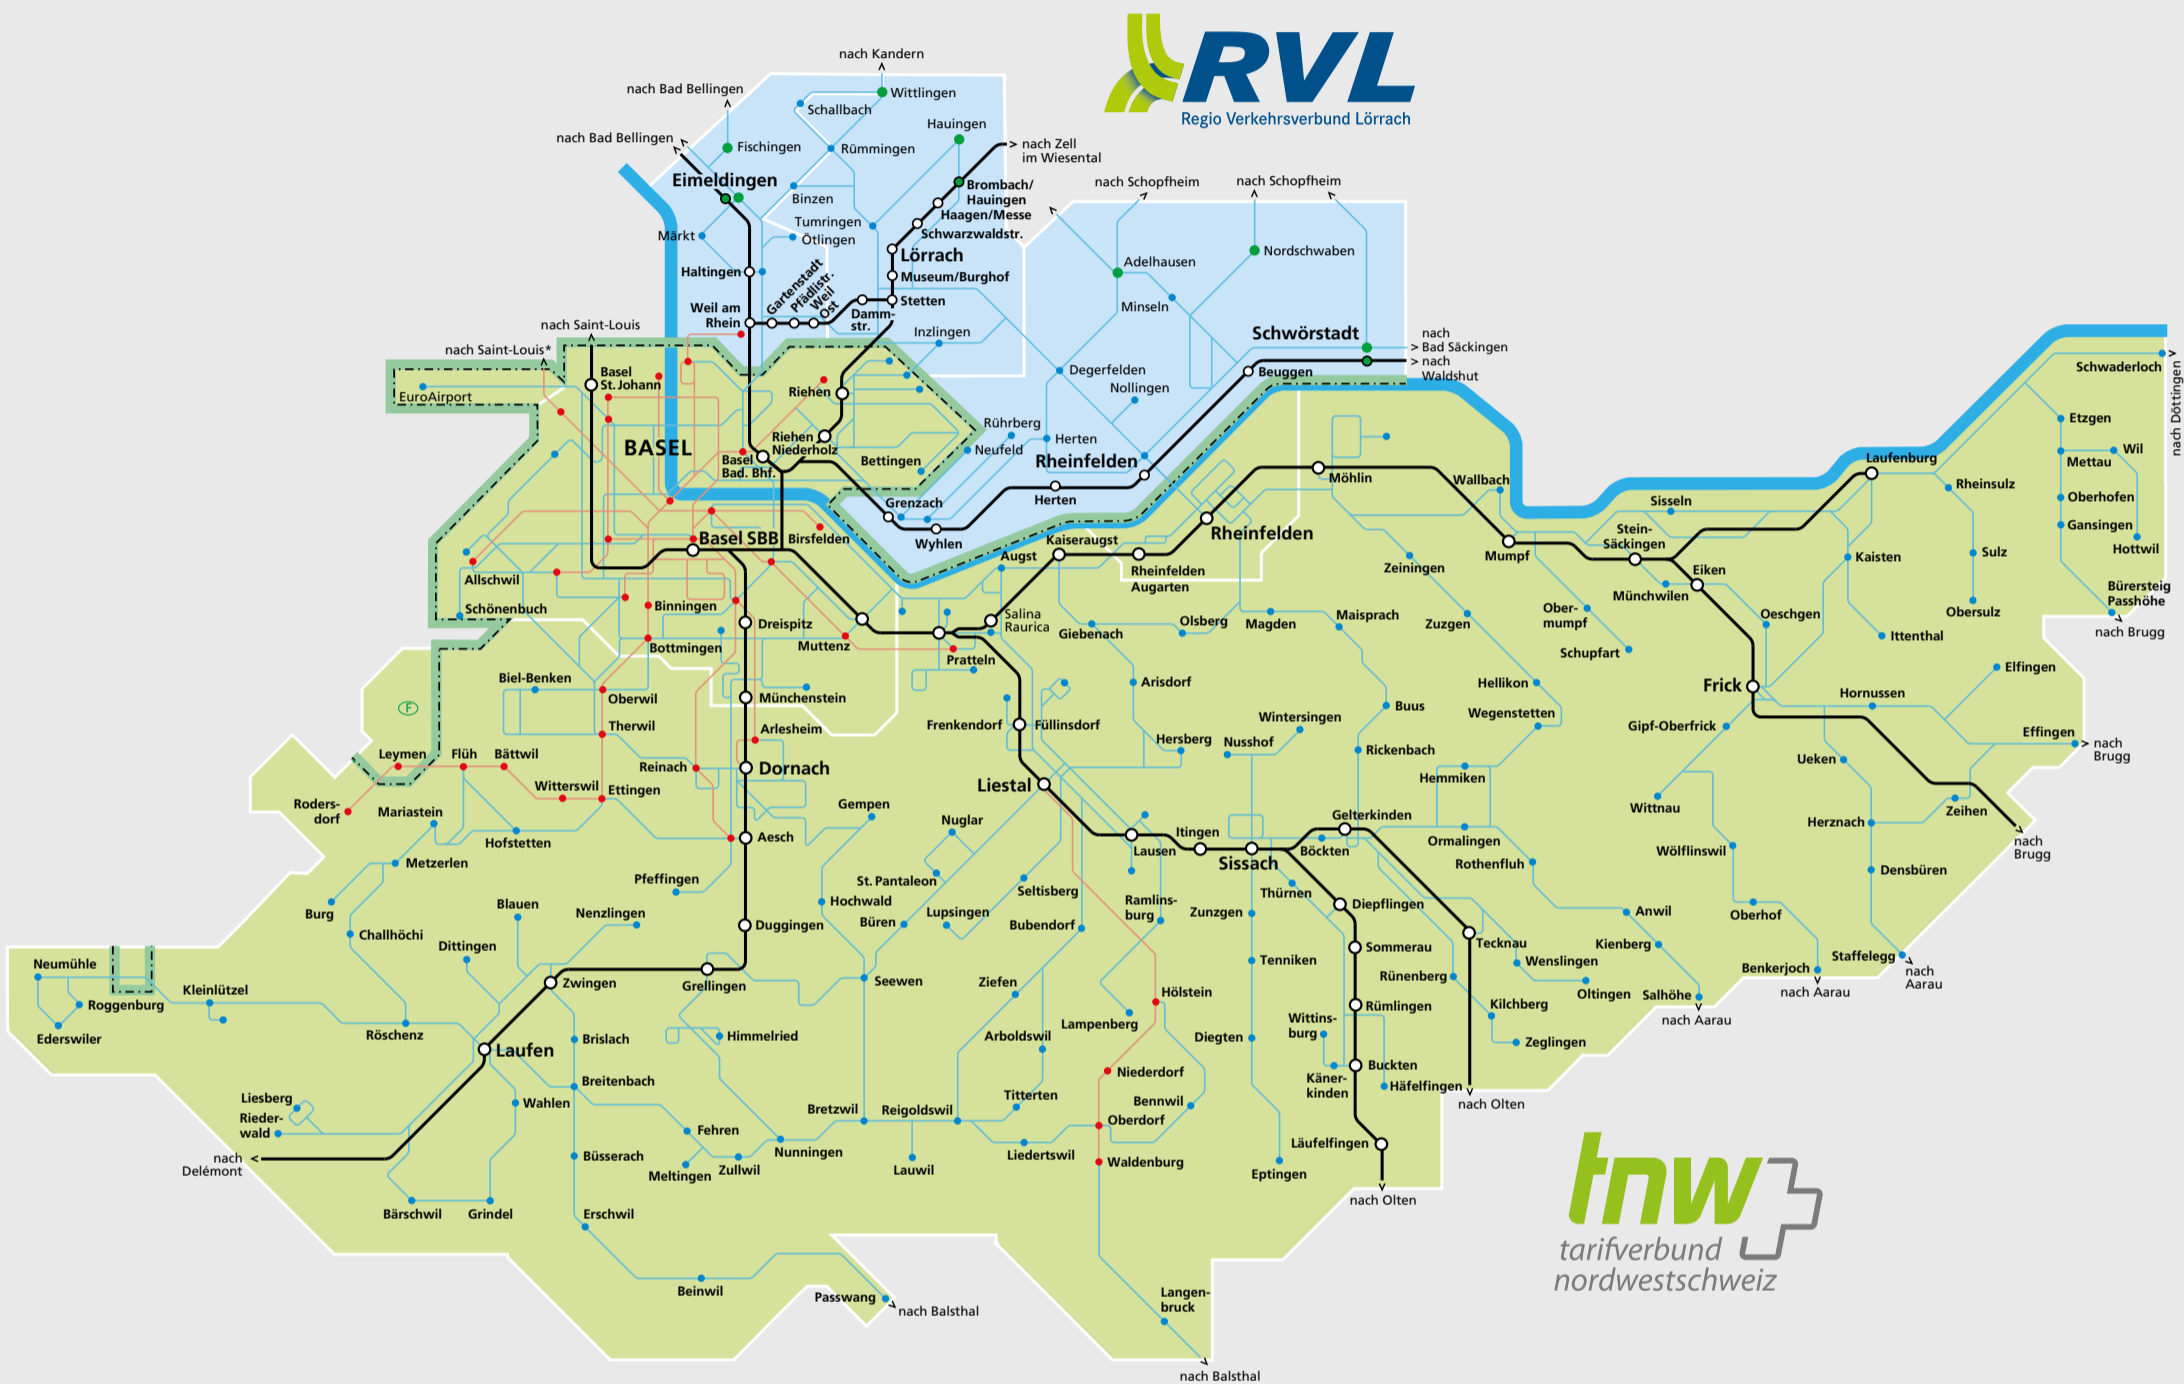 RVL
Regio Verkehrsverbund Lörrach
nach Kandern
nach Bad Bellingen
Wittlingen
Schallbach
Hauingen
nach Bad Bellingen
Fischingen
Rümmingen
nach Zell
im Wiesental
Eimeldingen
Binzen
Brombach/
Hauingen
Haagen/Messe
nach Schopfheim
nach Schopfheim
Tumringen
Schwarzwaldstr.
Märkt
Ötlingen
Lörrach
Nordschwaben
Adelhausen
Haltingen
Gartenstadt
Pfädlistr.
Weil
Ost
Museum/Burghof
Minseln
Weil am
Rhein
Stetten
Damm-
str.
nach Saint-Louis
Inzlingen
Schwörstadt
nach
Bad Säckingen
nach
Waldshut
nach Saint-Louis*
Basel
St. Johann
EuroAirport
Riehen
Degerfelden
Nollingen
Beuggen
Schwaderloch
nach Döttingen
Etzgen
Rührberg
BASEL
Riehen
Niederholz
Neufeld
Herten
Wil
Mettau
Basel
Bad. Bhf.
Bettingen
Rheinfelden
Laufenburg
Möhlin
Wallbach
Rheinsulz
Oberhofen
Herten
Grenzach
Sisseln
Gansingen
Wyhlen
Rheinfelden
Stein-
Säckingen
Hottwil
Basel SBB
Birsfelden
Kaiseraugst
Augst
Mumpf
Kaisten
Sulz
Allschwil
Rheinfelden
Augarten
Zeiningen
Eiken
Münchwilen
Bürersteig
Passhöhe
Schönenbuch
Binningen
Dreispitz
Salina
Raurica
Giebenach
Olsberg
Magden
Maisprach
Zuzgen
Ober-
mumpf
Oeschgen
Obersulz
nach Brugg
Bottmingen
Muttenz
Pratteln
Schupfart
Ittenthal
Biel-Benken
Oberwil
Münchenstein
Arisdorf
Hellikon
Frick
Elfingen
Hornussen
F
Therwil
Arlesheim
Frenkendorf
Füllinsdorf
Wintersingen
Buus
Wegenstetten
Gipf-Oberfrick
Effingen
nach
Brugg
Leymen
Flüh
Bättwil
Reinach
Dornach
Hersberg
Nusshof
Rickenbach
Hemmiken
Ueken
Witterswil
Ettingen
Liestal
Wittnau
Zeihen
Roders-
dorf
Mariastein
Gempen
Nuglar
Itingen
Gelterkinden
Herznach
nach
Brugg
Hofstetten
Aesch
Lausen
Sissach
Böckten
Ormalingen
Wölflinswil
Metzerlen
Pfeffingen
St. Pantaleon
Seltisberg
Thürnen
Rothenfluh
Densbüren
Burg
Blauen
Nenzlingen
Hochwald
Büren
Lupsingen
Ramlins-
burg
Zunzgen
Diepflingen
Anwil
Oberhof
Challhöchi
Dittingen
Duggingen
Bubendorf
Sommerau
Tecknau
Kienberg
Neumühle
Tenniken
Wenslingen
Benkerjoch
Staffelegg
nach
Aarau
Kleinlützel
Zwingen
Grellingen
Seewen
Ziefen
Hölstein
Rünenberg
Oltingen
Salhöhe
nach Aarau
Roggenburg
Rümlingen
Kilchberg
Ederswiler
Röschenz
Himmelried
Lampenberg
Wittins-
burg
nach Aarau
Laufen
Brislach
Arboldswil
Diegten
Zeglingen
Breitenbach
Niederdorf
Känerkinden
Buckten
Häfelfingen
Liesberg
Rieder-
wald
Wahlen
Bretzwil
Reigoldswil
Titterten
Bennwil
nach Olten
Fehren
Oberdorf
nach
Delémont
Büsserach
Meltingen
Zullwil
Nunningen
Lauwil
Liedertswil
Waldenburg
Läufelfingen
Eptingen
nach Olten
Bärschwil
Grindel
Erschwil
Beinwil
Passwang
nach Balsthal
Langen-
bruck
nach Balsthal
tnw
tarifverbund
nordwestschweiz